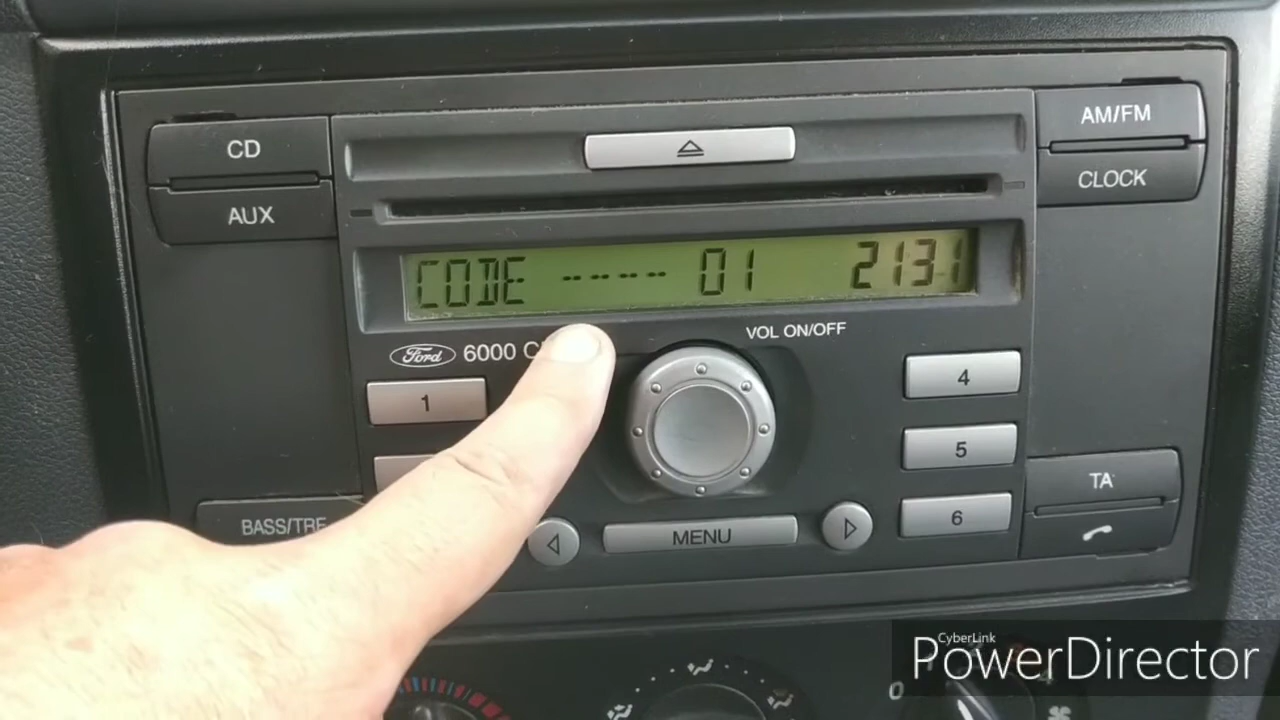 CD
AUX
AM/FM
CLOCK
CODE ---- 01 2131
VOL ON/OFF
Ford 6000
1
4
5
6
BASS/TRE
MENU
TA
0
CyberLink
PowerDirector